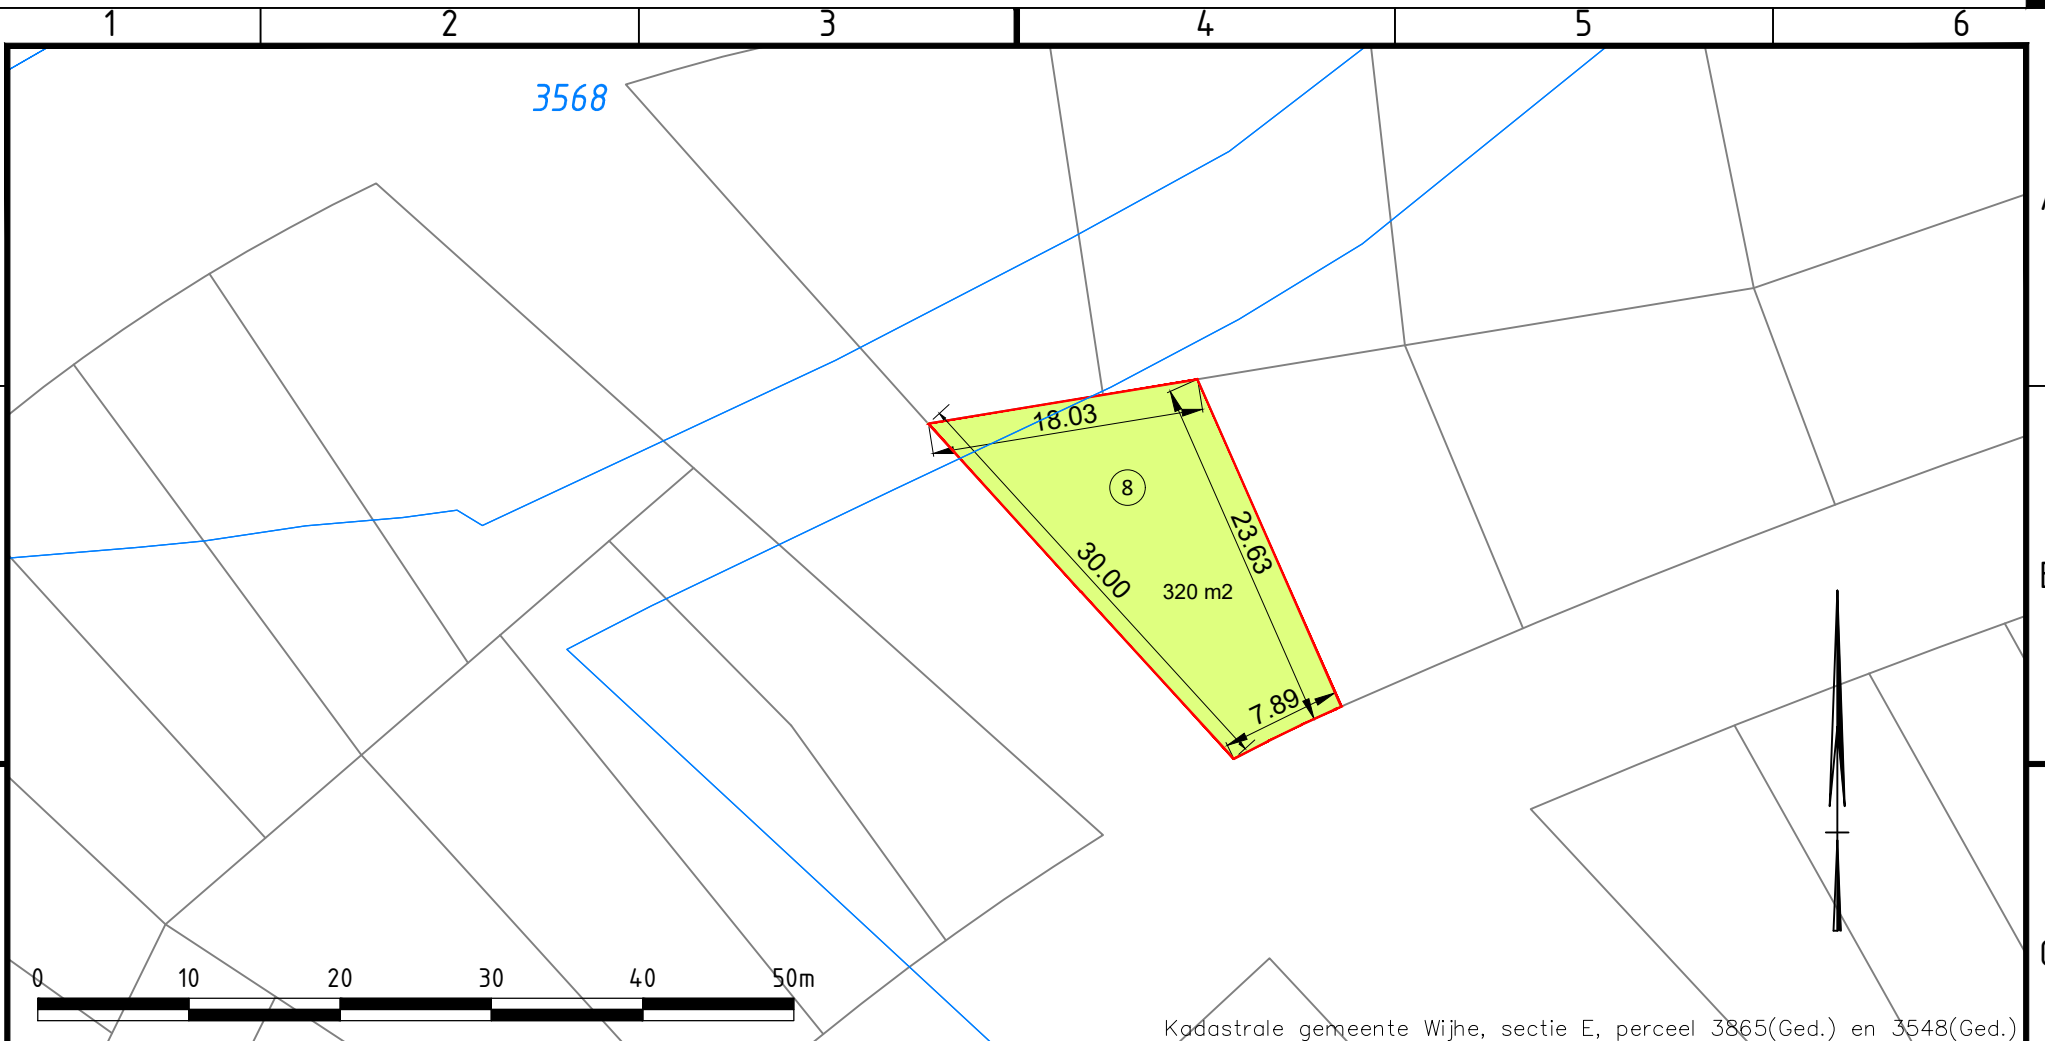 1 2 3 4 5 6
3568
18.03
8
23.63
30.00
320 m2
7.89
0 10 20 30 40 50m
Kadastrale gemeente Wijhe, sectie E, perceel 3865(Ged.) en 3548(Ged.)